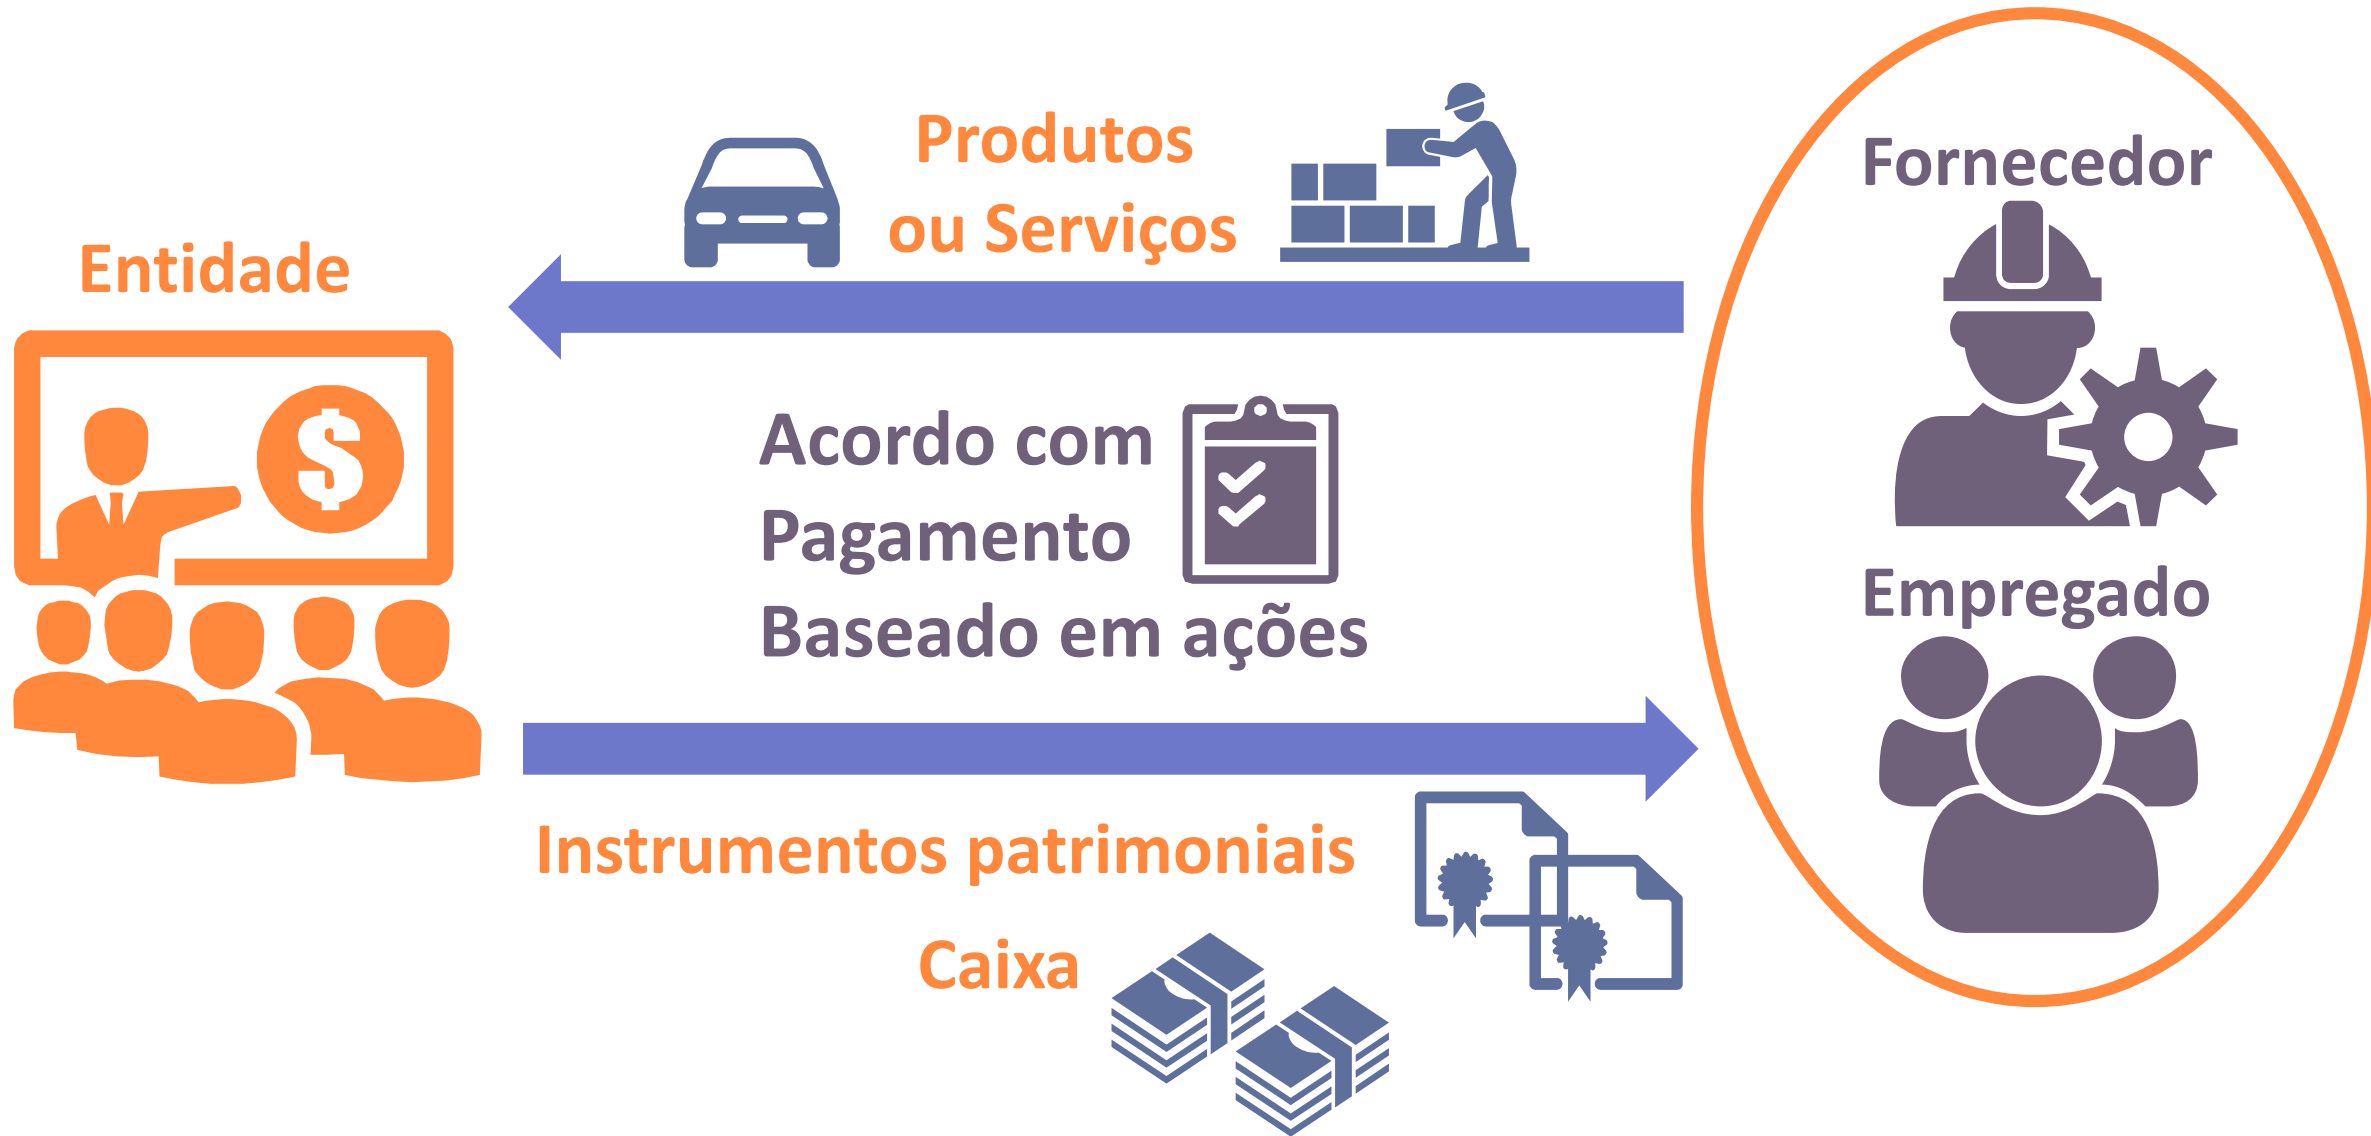 Entidade
Produtos
ou Serviços
Acordo com
Pagamento
Baseado em ações
Instrumentos patrimoniais
Caixa
Fornecedor
Empregado
$